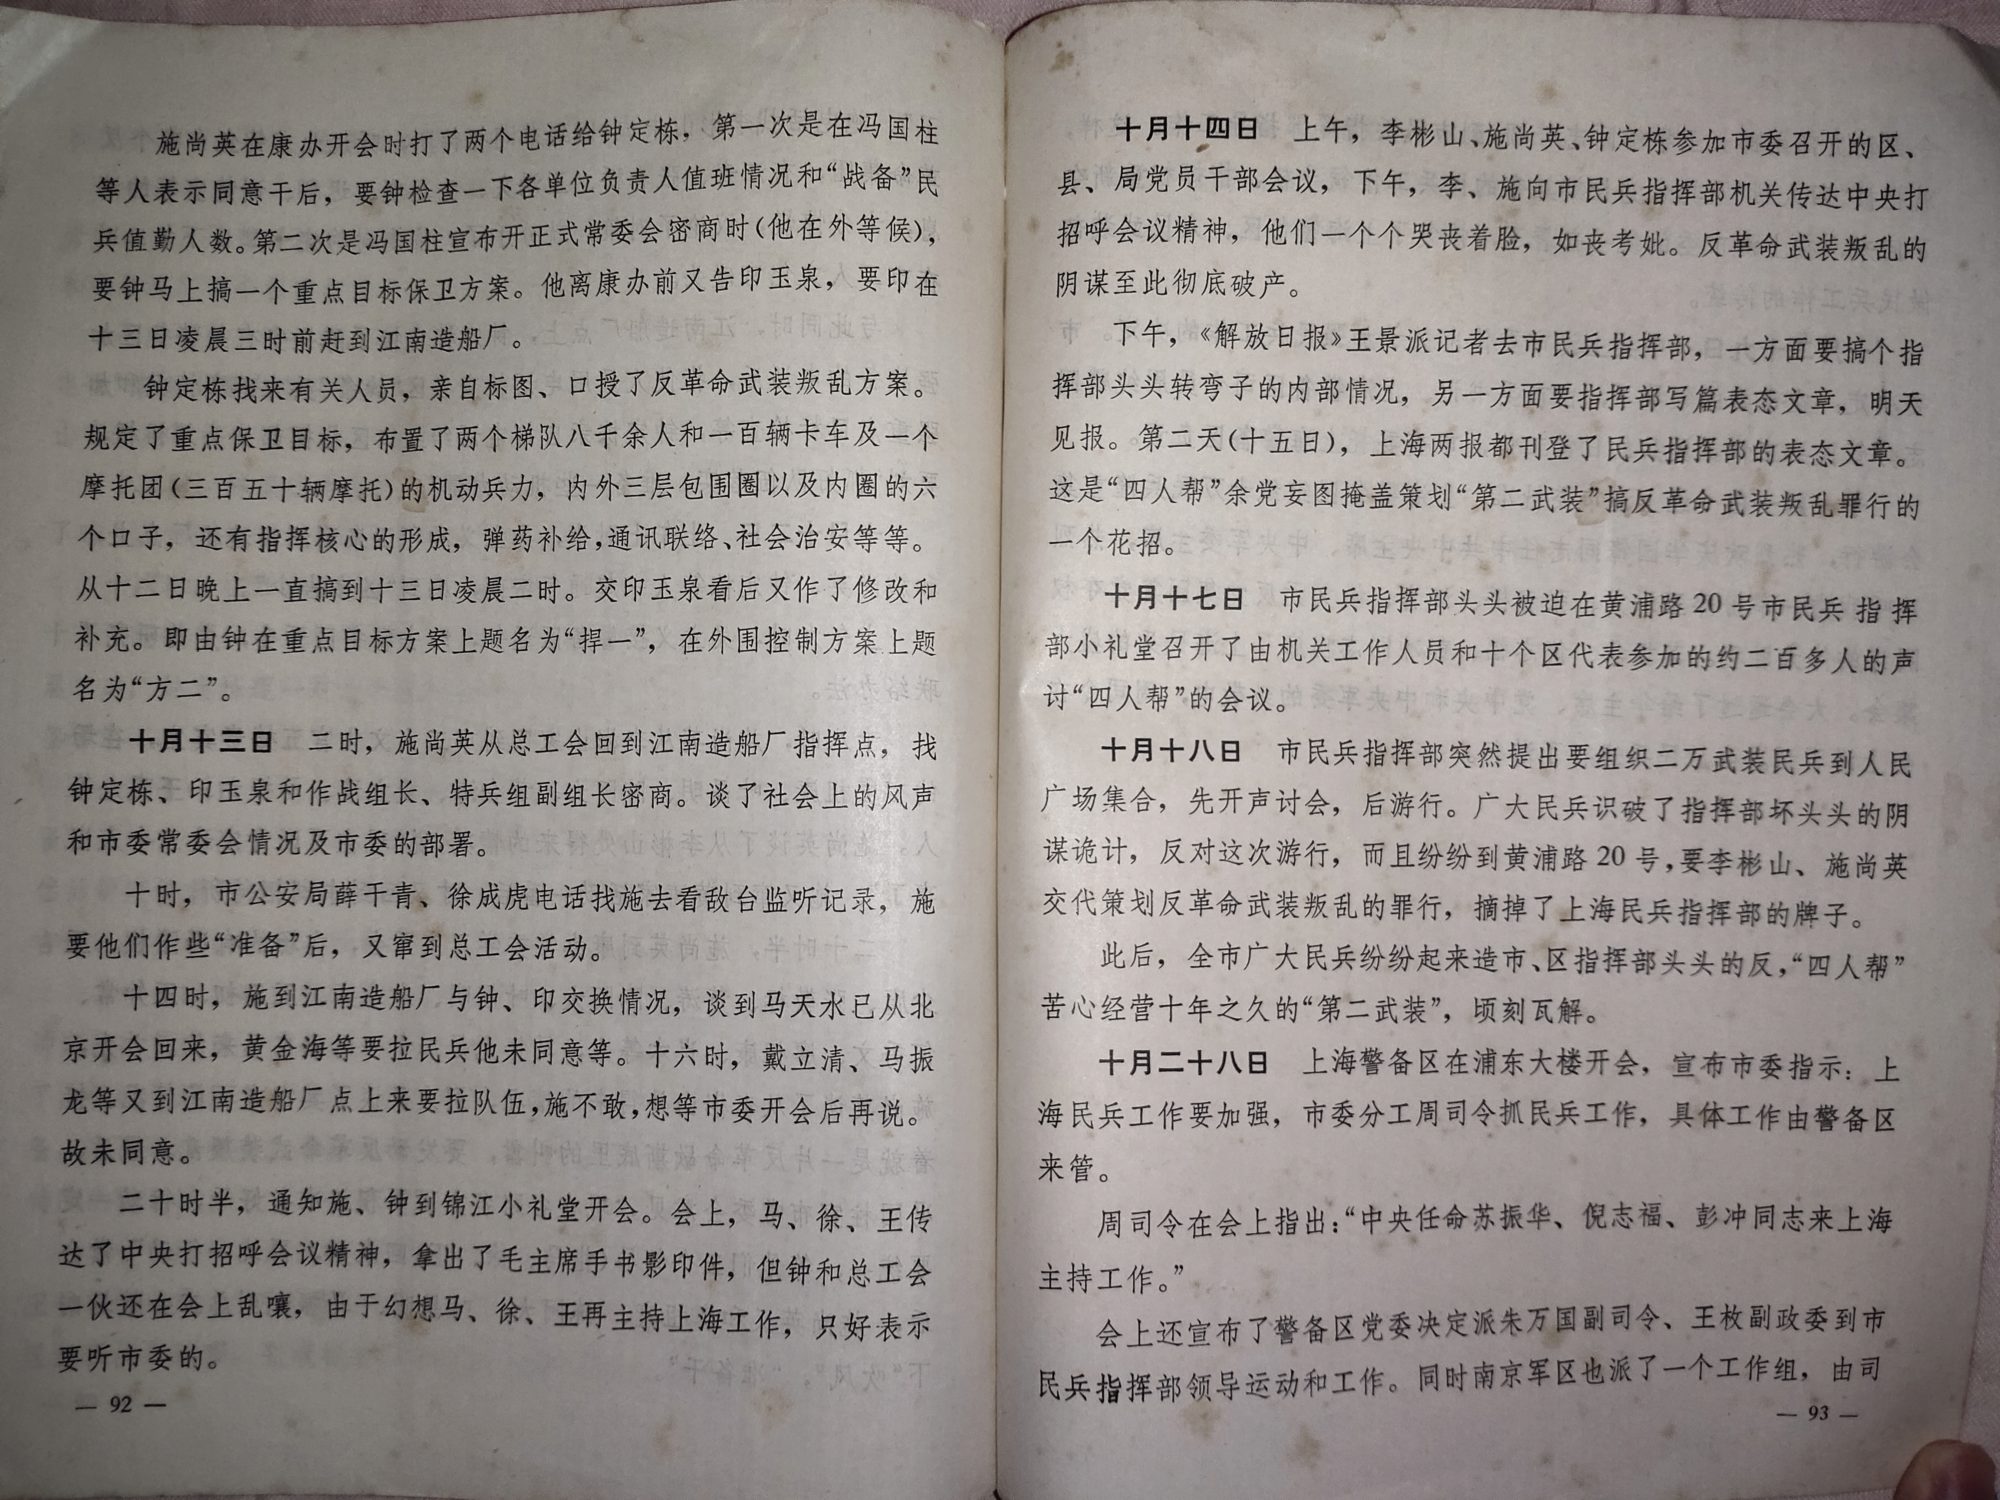 施尚英在康办开会时打了两个电话给钟定栋，第一次是在冯国柱
等人表示同意干后，要钟检查一下各单位负责人值班情况和“战备”民
兵值勤人数。第二次是冯国柱宣布开正式常委会密商时(他在外等候)，
要钟马上搞一个重点目标保卫方案。他离康办前又告印玉泉，要印在
十三日凌晨三时前赶到江南造船厂。
钟定栋找来有关人员，亲自标图、口授了反革命武装叛乱方案。
规定了重点保卫目标，布置了两个梯队八千余人和一百辆卡车及一个
摩托团(三百五十辆摩托)的机动兵力，内外三层包围圈以及内圈的六
个口子，还有指挥核心的形成，弹药补给，通讯联络、社会治安等等。
从十二日晚上一直搞到十三日凌晨二时。交印玉泉看后又作了修改和
补充。即由钟在重点目标方案上题名为“捍一”，在外围控制方案上题
名为“方二”。
十月十三日　二时，施尚英从总工会回到江南造船厂指挥点，找
钟定栋、印玉泉和作战组长、特兵组副组长密商。谈了社会上的风声
和市委常委会情况及市委的部署。
十时，市公安局薛干青、徐成虎电话找施去看敌台监听记录，施
要他们作些“准备”后，又窜到总工会活动。
十四时，施到江南造船厂与钟、印交换情况，谈到马天水已从北
京开会回来，黄金海等要拉民兵他未同意等。十六时，戴立清、马振
龙等又到江南造船厂点上来要拉队伍，施不敢，想等市委开会后再说。
故未同意。
二十时半，通知施、钟到锦江小礼堂开会。会上，马、徐、王传
达了中央打招呼会议精神，拿出了毛主席手书影印件，但钟和总工会
一伙还在会上乱嚷，由于幻想马、徐、王再主持上海工作，只好表示
要听市委的。
— 92 —
十月十四日　上午，李彬山、施尚英、钟定栋参加市委召开的区、
县、局党员干部会议，下午，李、施向市民兵指挥部机关传达中央打
招呼会议精神，他们一个个哭丧着脸，如丧考妣。反革命武装叛乱的
阴谋至此彻底破产。
下午，《解放日报》王景派记者去市民兵指挥部，一方面要搞个指
挥部头头转弯子的内部情况，另一方面要指挥部写篇表态文章，明天
见报。第二天(十五日)，上海两报都刊登了民兵指挥部的表态文章。
这是“四人帮”余党妄图掩盖策划“第二武装”搞反革命武装叛乱罪行的
一个花招。
十月十七日　市民兵指挥部头头被迫在黄浦路 20 号市民兵指挥
部小礼堂召开了由机关工作人员和十个区代表参加的约二百多人的声
讨“四人帮”的会议。
十月十八日　市民兵指挥部突然提出要组织二万武装民兵到人民
广场集合，先开声讨会，后游行。广大民兵识破了指挥部坏头头的阴
谋诡计，反对这次游行，而且纷纷到黄浦路 20 号，要李彬山、施尚英
交代策划反革命武装叛乱的罪行，摘掉了上海民兵指挥部的牌子。
此后，全市广大民兵纷纷起来造市、区指挥部头头的反，“四人帮”
苦心经营十年之久的“第二武装”，顷刻瓦解。
十月二十八日　上海警备区在浦东大楼开会，宣布市委指示：上
海民兵工作要加强，市委分工周司令抓民兵工作，具体工作由警备区
来管。
周司令在会上指出：“中央任命苏振华、倪志福、彭冲同志来上海
主持工作。”
会上还宣布了警备区党委决定派朱万国副司令、王枚副政委到市
民兵指挥部领导运动和工作。同时南京军区也派了一个工作组，由司
— 93 —